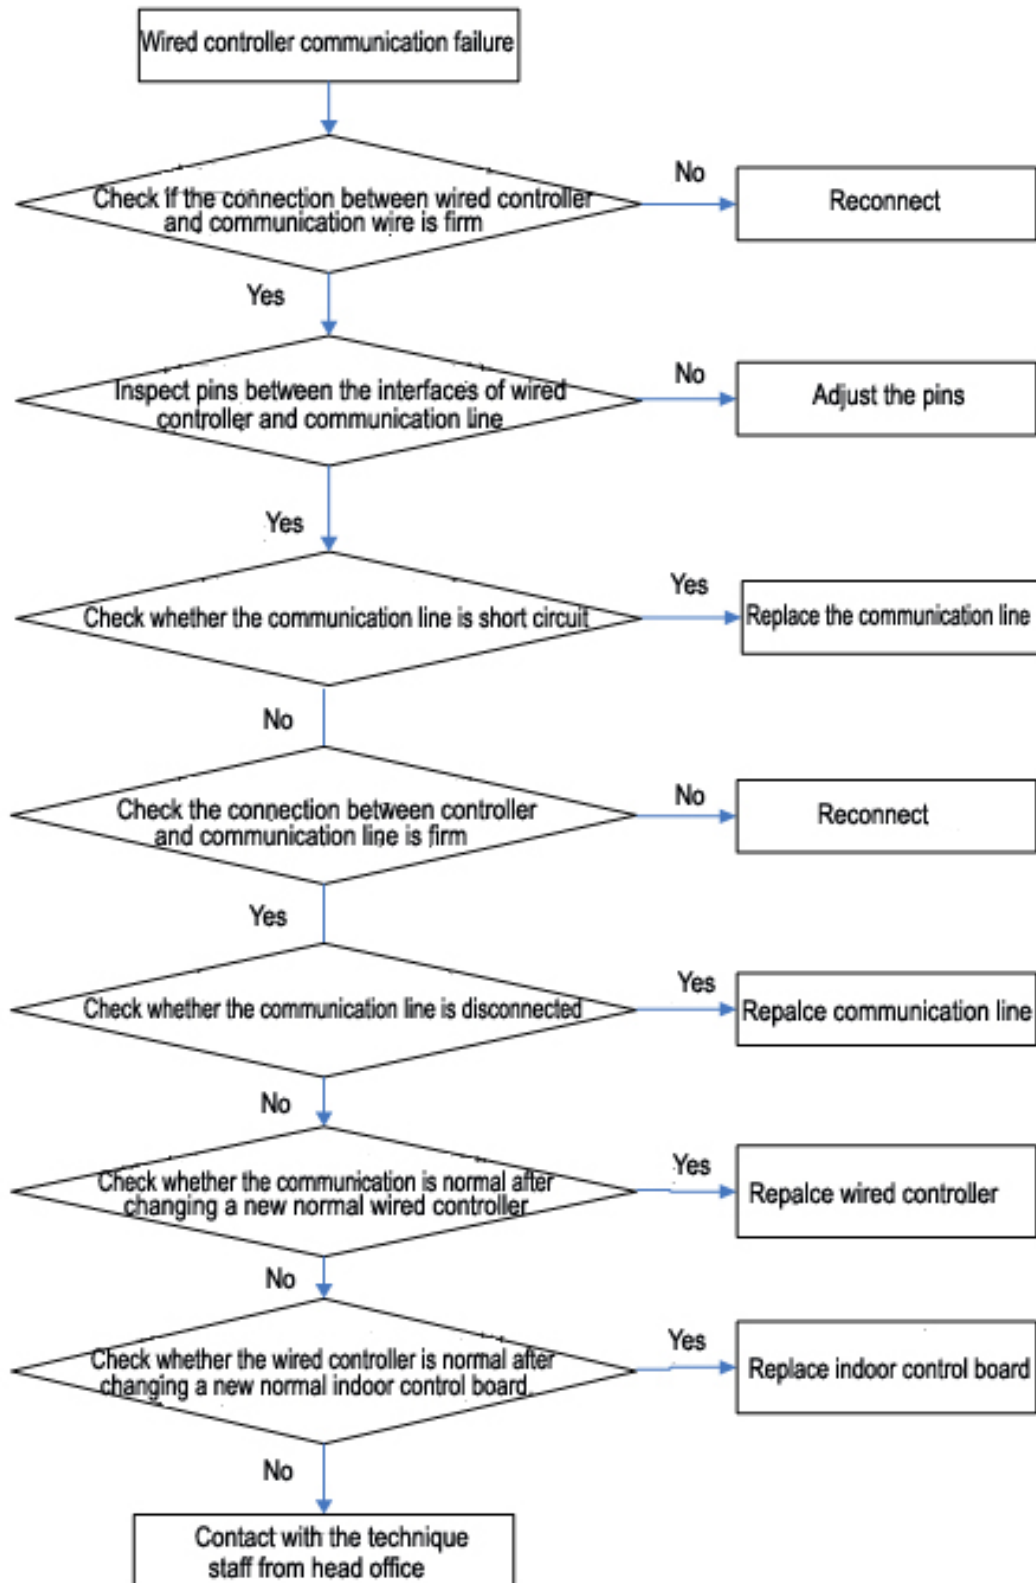 Wired controller communication failure
Check if the connection between wired controller
and communication wire is firm
No
Reconnect
Yes
Inspect pins between the interfaces of wired
controller and communication line
No
Adjust the pins
Yes
Check whether the communication line is short circuit
Yes
Replace the communication line
No
Check the connection between controller
and communication line is firm
No
Reconnect
Yes
Check whether the communication line is disconnected
Yes
Repalce communication line
No
Check whether the communication is normal after
changing a new normal wired controller
Yes
Repalce wired controller
No
Check whether the wired controller is normal after
changing a new normal indoor control board.
Yes
Replace indoor control board
No
Contact with the technique
staff from head office